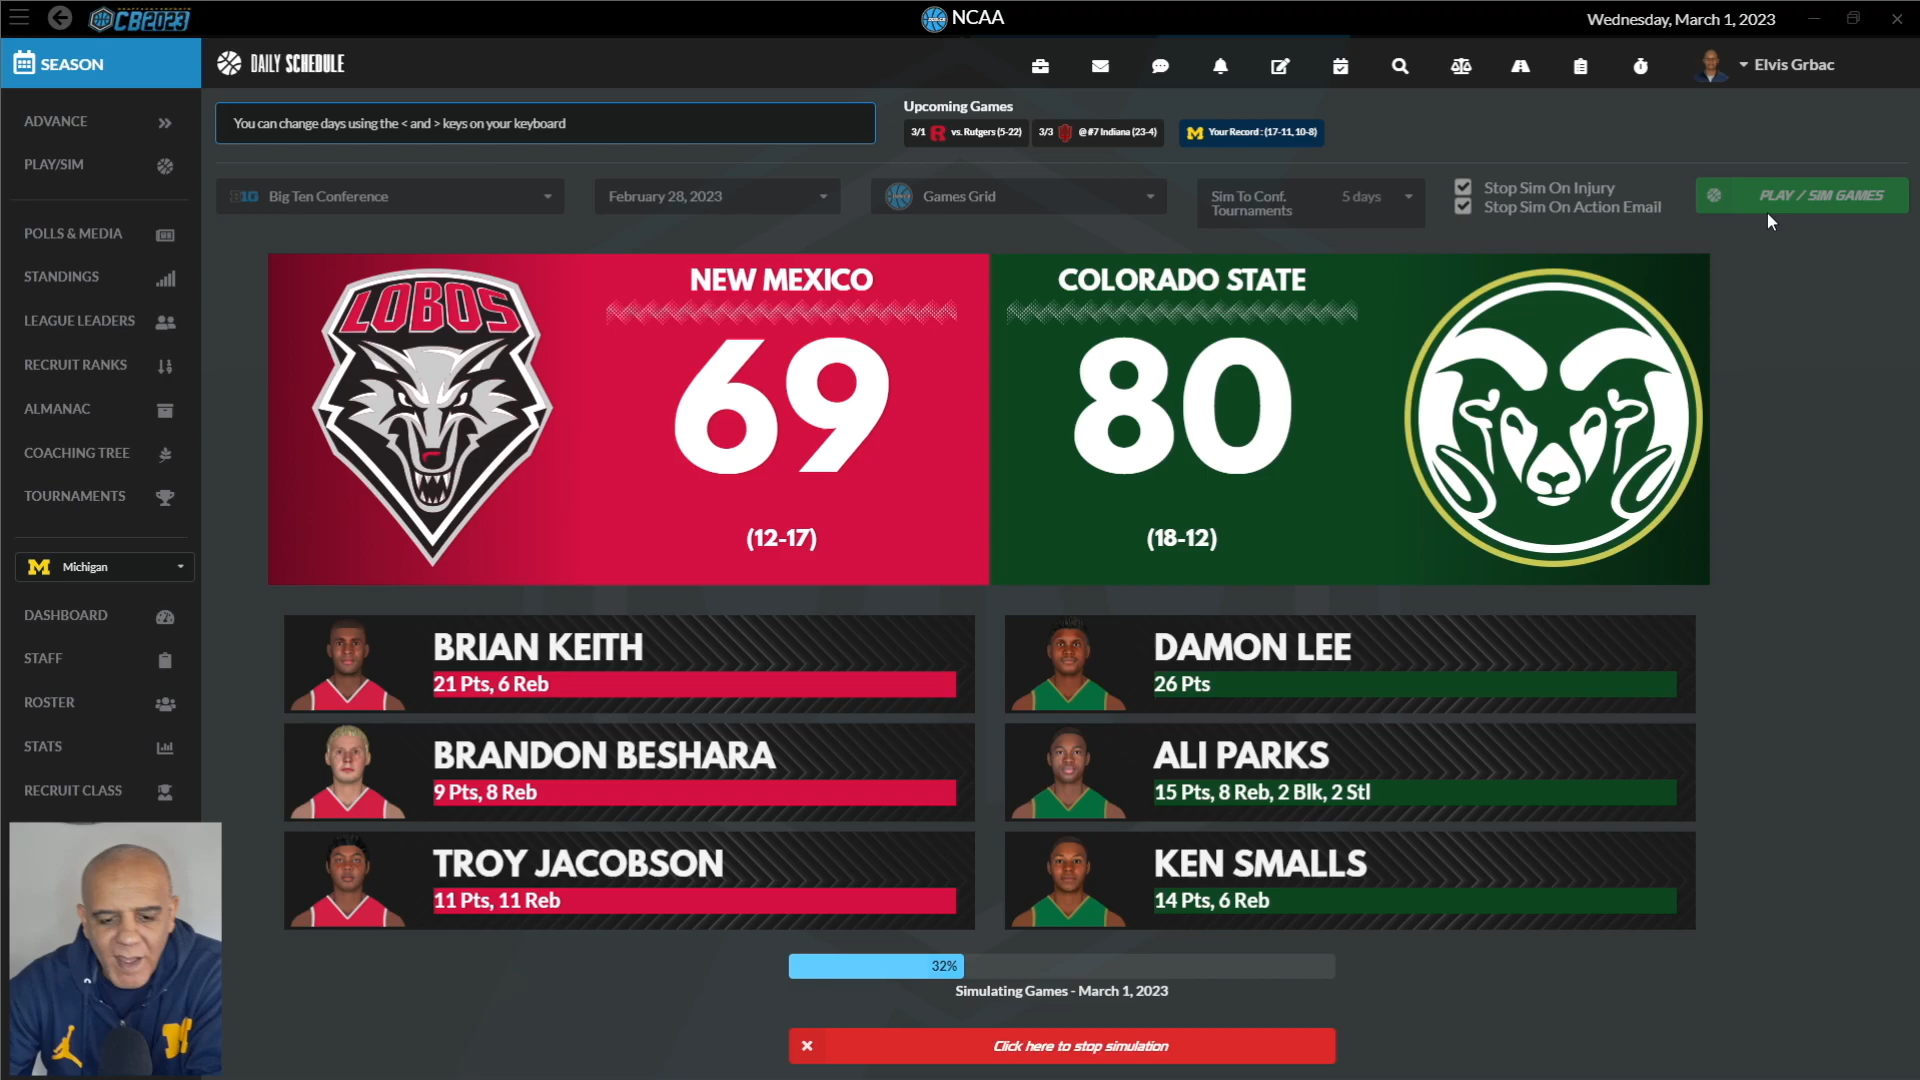 CB2023
NCAA
Wednesday, March 1, 2023
SEASON
DAILY SCHEDULE
Elvis Grbac
ADVANCE
PLAY/SIM
POLLS & MEDIA
STANDINGS
LEAGUE LEADERS
RECRUIT RANKS
ALMANAC
COACHING TREE
TOURNAMENTS
M Michigan
DASHBOARD
STAFF
ROSTER
STATS
RECRUIT CLASS
You can change days using the < and > keys on your keyboard
Upcoming Games
3/1 R vs. Rutgers (5-22)
3/3 @ #7 Indiana (23-4)
M Your Record : (17-11, 10-8)
B1G Big Ten Conference
February 28, 2023
Games Grid
Sim To Conf. Tournaments
5 days
Stop Sim On Injury
Stop Sim On Action Email
PLAY / SIM GAMES
LOBOS
NEW MEXICO
69
(12-17)
COLORADO STATE
80
(18-12)
BRIAN KEITH
21 Pts, 6 Reb
BRANDON BESHARA
9 Pts, 8 Reb
TROY JACOBSON
11 Pts, 11 Reb
DAMON LEE
26 Pts
ALI PARKS
15 Pts, 8 Reb, 2 Blk, 2 Stl
KEN SMALLS
14 Pts, 6 Reb
32%
Simulating Games - March 1, 2023
Click here to stop simulation